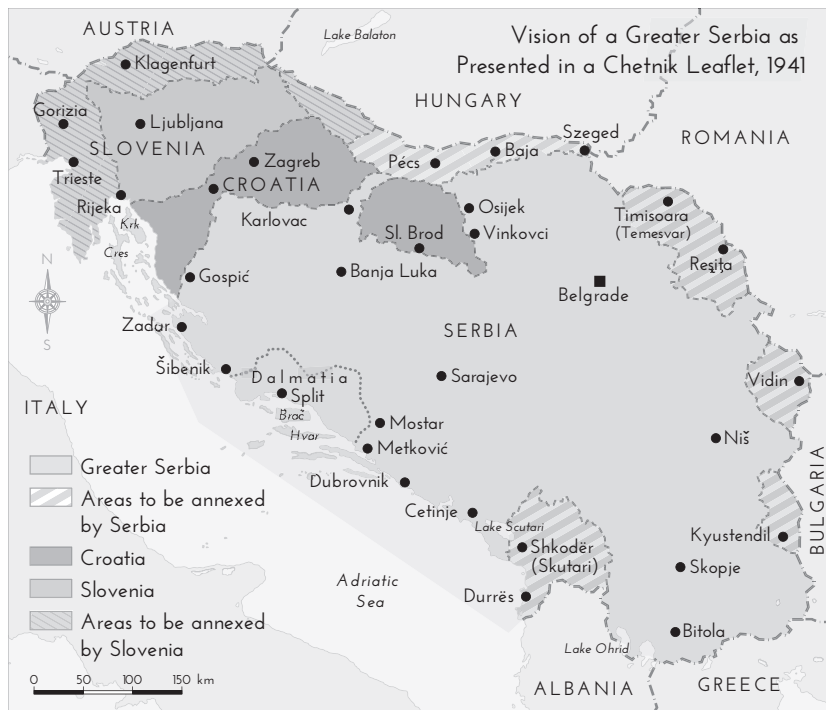 Vision of a Greater Serbia as
Presented in a Chetnik Leaflet, 1941
AUSTRIA
Lake Balaton
Klagenfurt
HUNGARY
Gorizia
Ljubljana
SLOVENIA
Szeged
ROMANIA
Trieste
Zagreb
Pécs
Baja
CROATIA
Rijeka
Krk
Karlovac
Osijek
Timisoara
(Temesvar)
Sl. Brod
Vinkovci
Cres
N
S
Gospić
Banja Luka
Reșița
Belgrade
Zadar
SERBIA
Šibenik
Dalmatia
Split
Sarajevo
Vidin
ITALY
Brač
Hvar
Mostar
Metković
Niš
BULGARIA
Dubrovnik
Cetinje
Lake Scutari
Kyustendil
Shkodër
(Skutari)
Skopje
Adriatic
Sea
Durrës
Bitola
Lake Ohrid
ALBANIA
GREECE
Greater Serbia
Areas to be annexed
by Serbia
Croatia
Slovenia
Areas to be annexed
by Slovenia
0 50 100 150 km